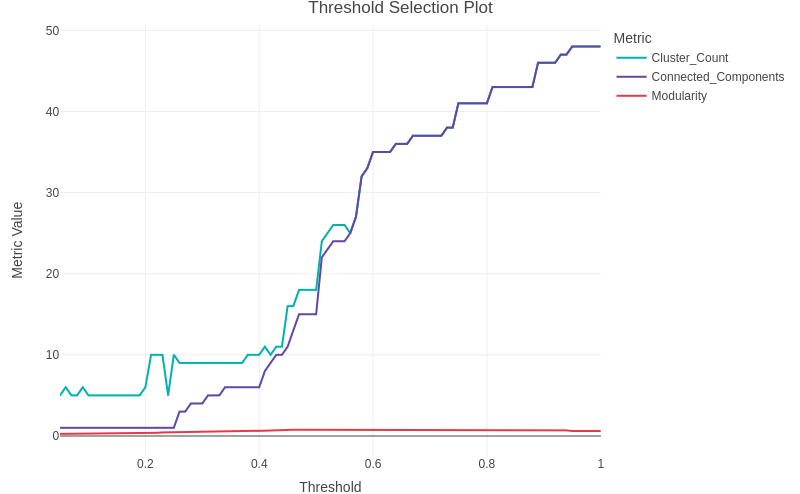 Threshold Selection Plot
Metric
Cluster_Count
Connected_Components
Modularity
Metric Value
50
40
30
20
10
0
0.2
0.4
0.6
0.8
1
Threshold